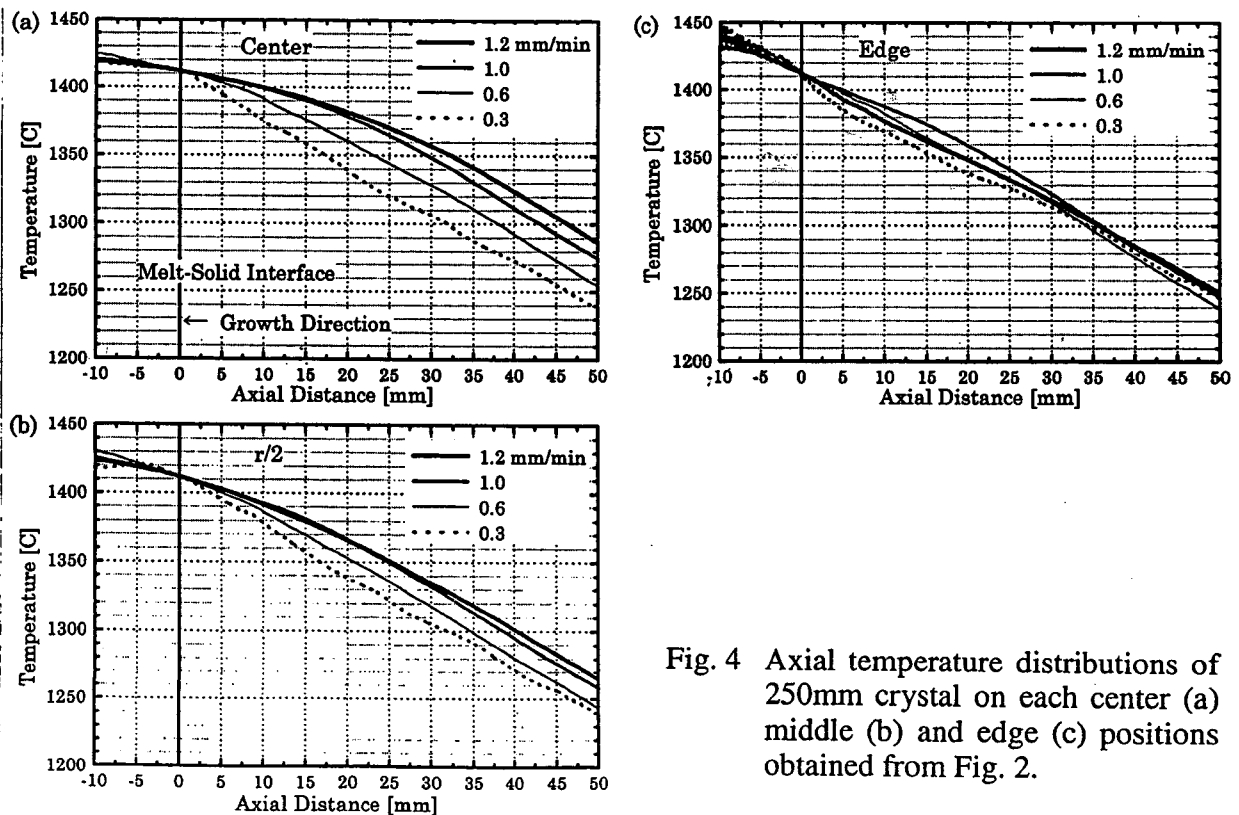 (a)
1450
1400
1350
1300
1250
1200
Temperature [C]
Center
1.2 mm/min
1.0
0.6
0.3
Melt-Solid Interface
← Growth Direction
-10 -5 0 5 10 15 20 25 30 35 40 45 50
Axial Distance [mm]
(c)
1450
1400
1350
1300
1250
1200
Temperature [C]
Edge
1.2 mm/min
1.0
0.6
0.3
-10 -5 0 5 10 15 20 25 30 35 40 45 50
Axial Distance [mm]
(b)
1450
1400
1350
1300
1250
1200
Temperature [C]
r/2
1.2 mm/min
1.0
0.6
0.3
-10 -5 0 5 10 15 20 25 30 35 40 45 50
Axial Distance [mm]
Fig. 4 Axial temperature distributions of
250mm crystal on each center (a)
middle (b) and edge (c) positions
obtained from Fig. 2.